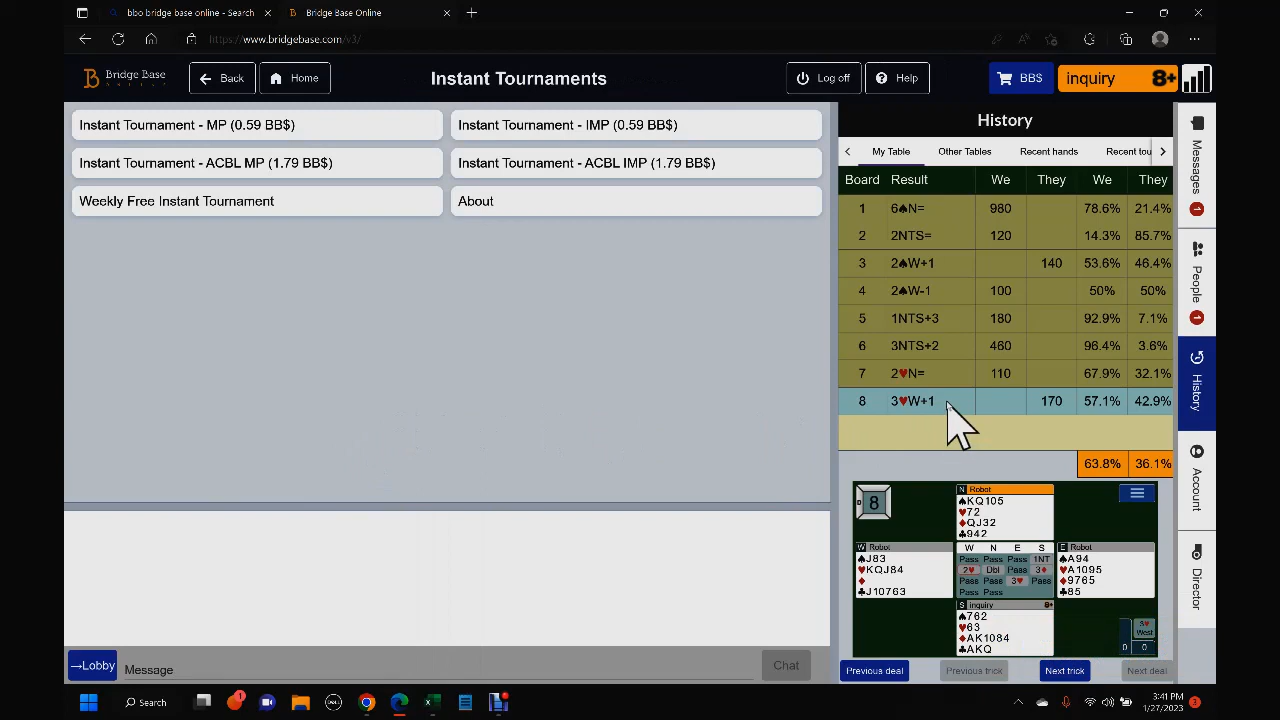 bbo bridge base online - Search
Bridge Base Online
https://www.bridgebase.com/v3/
Bridge Base
Back
Home
Instant Tournaments
Log off
Help
BB$
inquiry 8+
Instant Tournament - MP (0.59 BB$)
Instant Tournament - IMP (0.59 BB$)
Instant Tournament - ACBL MP (1.79 BB$)
Instant Tournament - ACBL IMP (1.79 BB$)
Weekly Free Instant Tournament
About
History
My Table Other Tables Recent hands Recent tou
Board Result We They We They
1 6♠N= 980 78.6% 21.4%
2 2NTS= 120 14.3% 85.7%
3 2♠W+1 140 53.6% 46.4%
4 2♠W-1 100 50% 50%
5 1NTS+3 180 92.9% 7.1%
6 3NTS+2 460 96.4% 3.6%
7 2♥N= 110 67.9% 32.1%
8 3♥W+1 170 57.1% 42.9%
63.8% 36.1%
8
N Robot
♠KQ105
♥72
♦QJ32
♣942
W Robot
♠J83
♥KQJ84
♦
♣J10763
W N E S
Pass Pass Pass 1NT
2♥ Dbl Pass 3♦
Pass Pass 3♥ Pass
Pass Pass
E Robot
♠A94
♥A1095
♦9765
♣85
S inquiry 8+
♠762
♥63
♦AK1084
♣AKQ
3♥
West
0 0
Previous deal
Previous trick
Next trick
Next deal
Messages 1
People 1
History
Account
Director
→Lobby
Message
Chat
Search
1
3:41 PM
1/27/2023
3